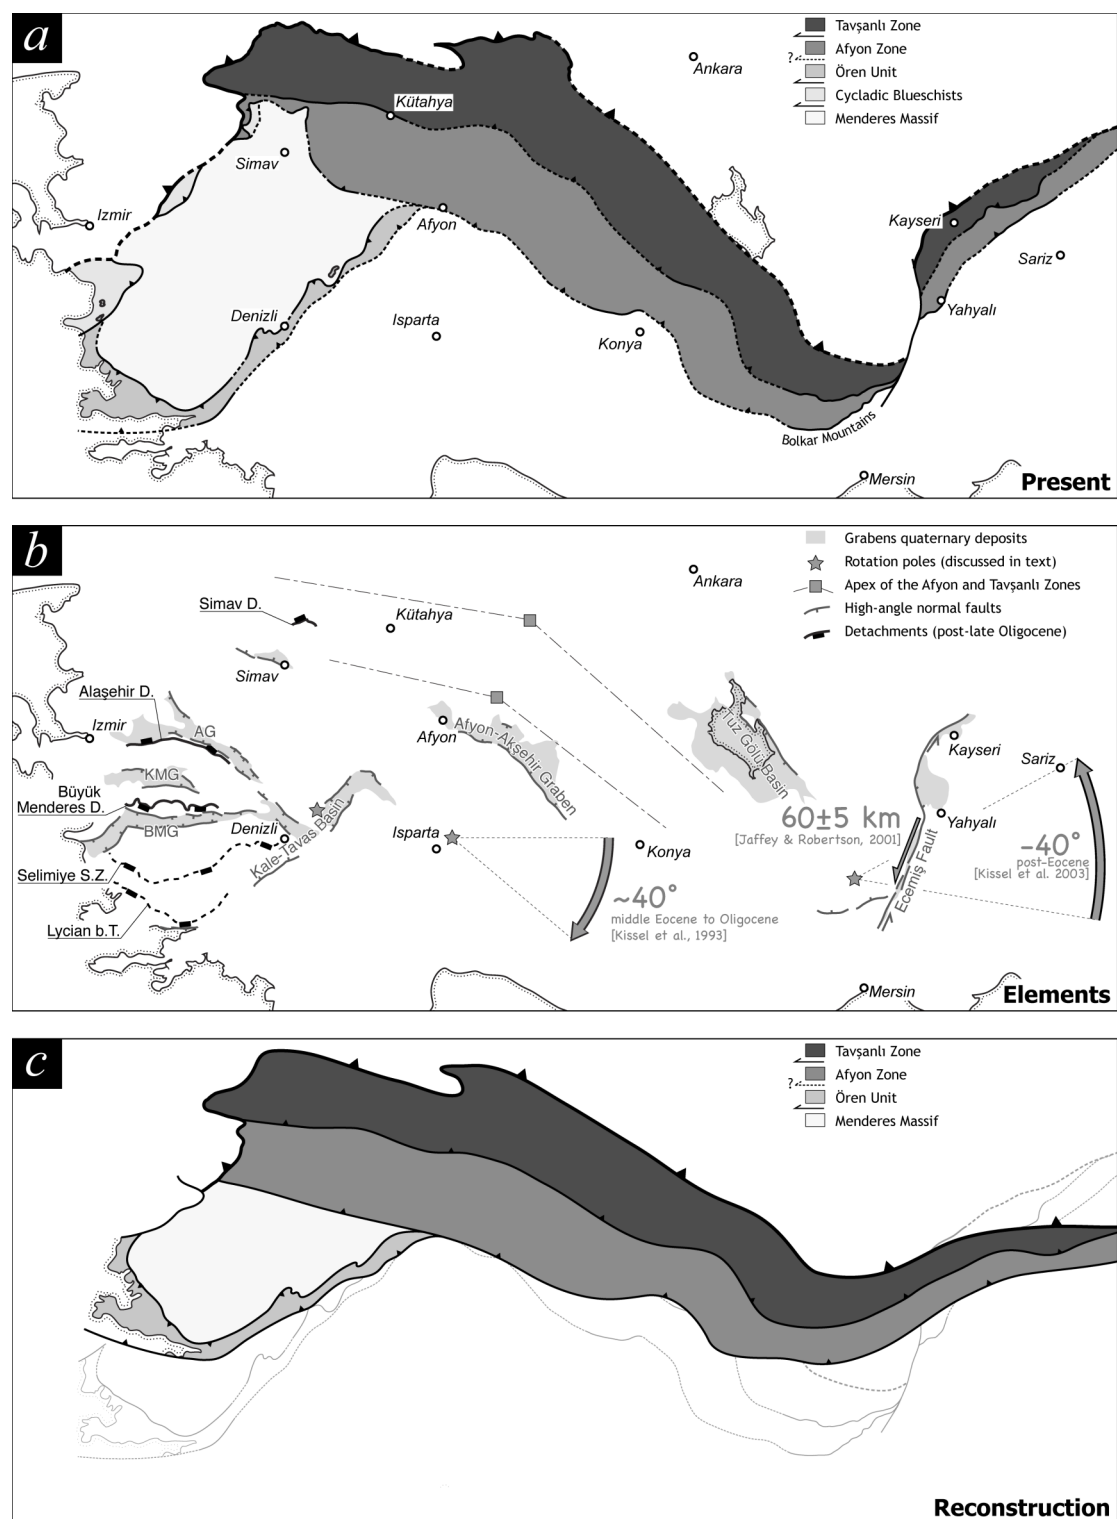 a
Tavşanlı Zone
?
Afyon Zone
Ören Unit
Cycladic Blueschists
Menderes Massif
Ankara
Kütahya
Simav
Izmir
Afyon
Kayseri
Sariz
Denizli
Isparta
Konya
Yahyalı
Bolkar Mountains
Mersin
Present
b
Grabens quaternary deposits
Rotation poles (discussed in text)
Apex of the Afyon and Tavşanlı Zones
High-angle normal faults
Detachments (post-late Oligocene)
Ankara
Simav D.
Kütahya
Simav
Alaşehir D.
Izmir
AG
Afyon
Afyon-Akşehir Graben
Tuz Gölü Basin
Kayseri
Sariz
KMG
Büyük
Menderes D.
BMG
Denizli
Kale-Tavas Basin
Isparta
Konya
60±5 km
[Jaffey & Robertson, 2001]
Yahyalı
Ecemiş Fault
-40°
post-Eocene
[Kissel et al. 2003]
Selimiye S.Z.
~40°
middle Eocene to Oligocene
[Kissel et al., 1993]
Lycian b.T.
Mersin
Elements
c
Tavşanlı Zone
?
Afyon Zone
Ören Unit
Menderes Massif
Reconstruction